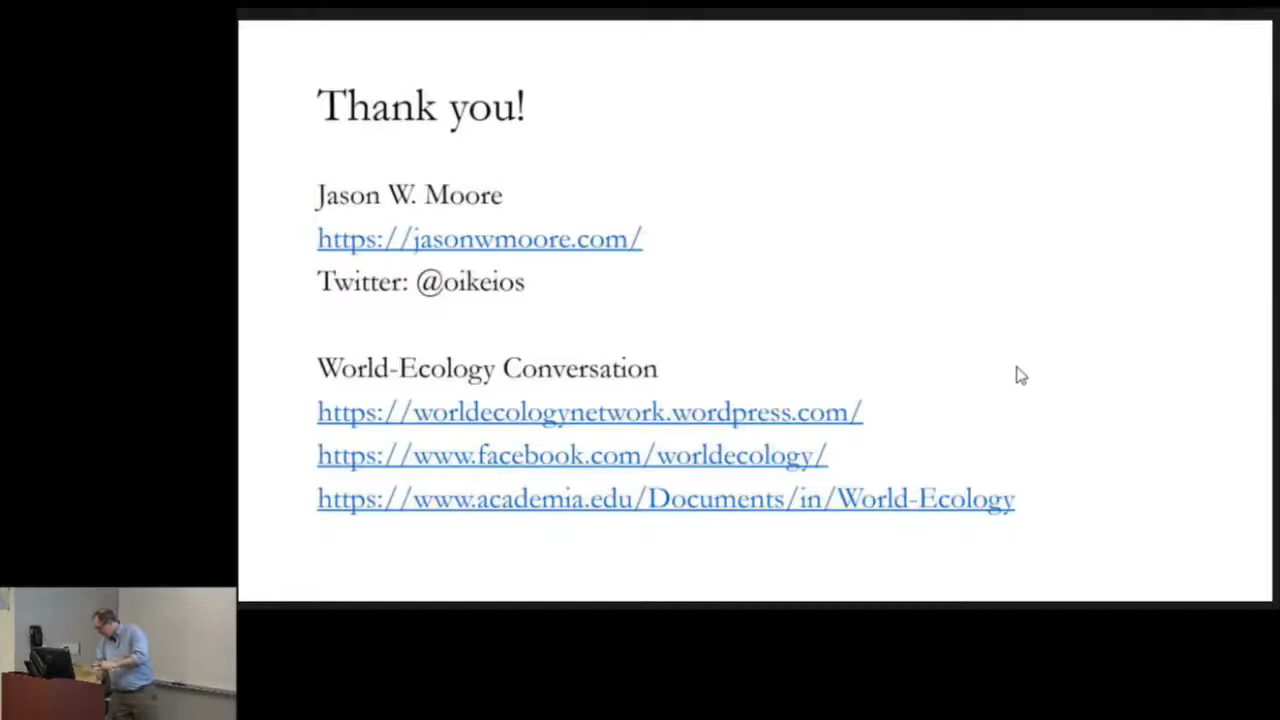 Thank you!
Jason W. Moore
https://jasonwmoore.com/
Twitter: @oikeios
World-Ecology Conversation
https://worldecologynetwork.wordpress.com/
https://www.facebook.com/worldecology/
https://www.academia.edu/Documents/in/World-Ecology